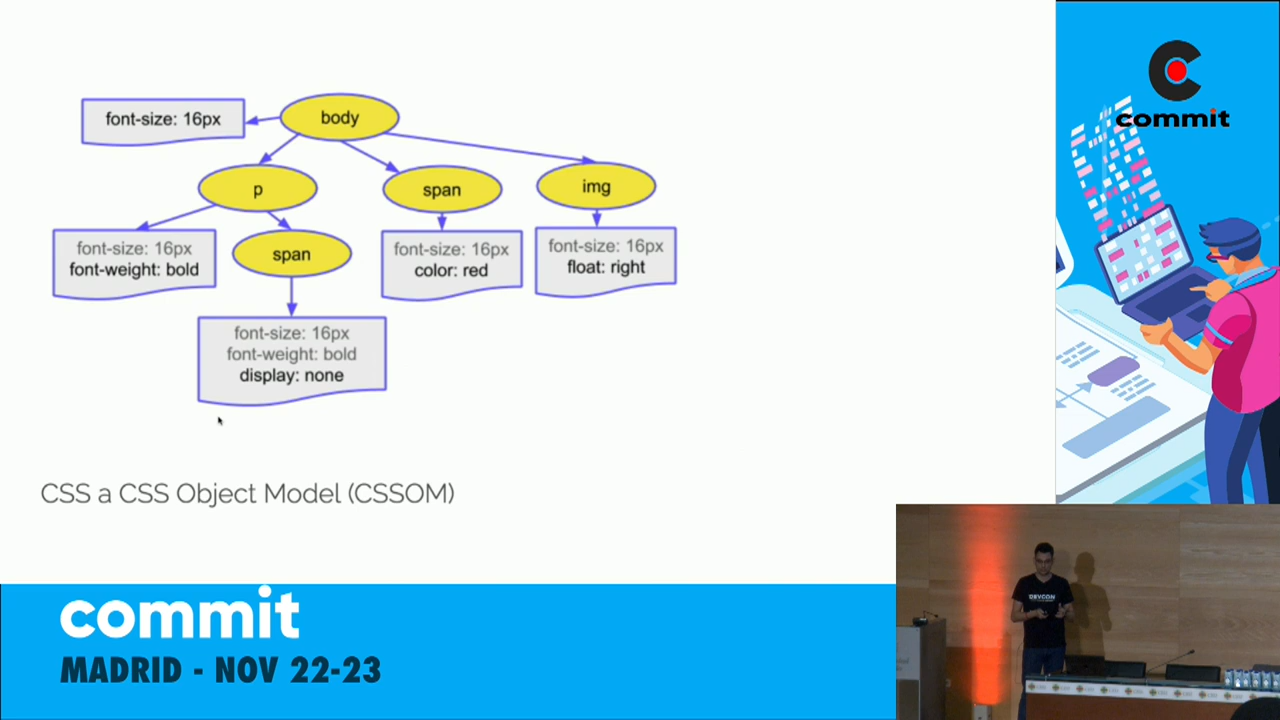 font-size: 16px
body
p
span
img
font-size: 16px
font-weight: bold
span
font-size: 16px
color: red
font-size: 16px
float: right
font-size: 16px
font-weight: bold
display: none
CSS a CSS Object Model (CSSOM)
commit
commit
MADRID - NOV 22-23